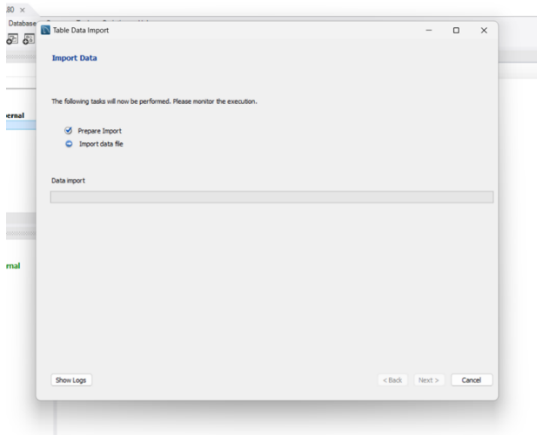 Database
Table Data Import
Import Data
The following tasks will now be performed. Please monitor the execution.
Prepare Import
Import data file
Data import
Show Logs
< Back
Next >
Cancel